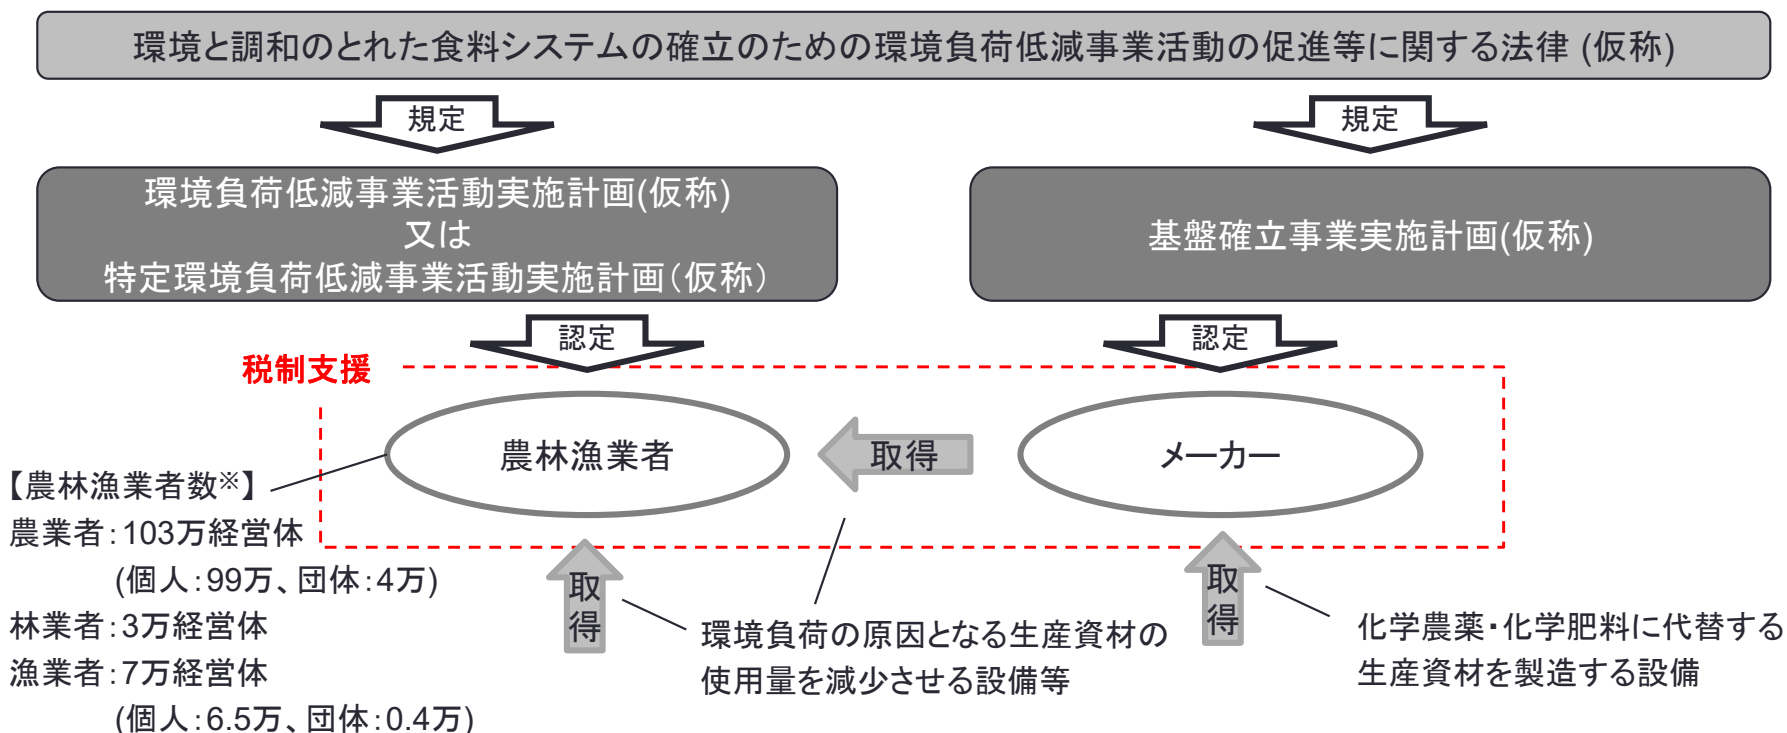 環境と調和のとれた食料システムの確立のための環境負荷低減事業活動の促進等に関する法律 (仮称)
規定
規定
環境負荷低減事業活動実施計画(仮称)
又は
特定環境負荷低減事業活動実施計画(仮称)
基盤確立事業実施計画(仮称)
認定
認定
税制支援
農林漁業者
取得
メーカー
【農林漁業者数※】
農業者:103万経営体
(個人:99万、団体:4万)
林業者:3万経営体
漁業者:7万経営体
(個人:6.5万、団体:0.4万)
取得
環境負荷の原因となる生産資材の
使用量を減少させる設備等
取得
化学農薬・化学肥料に代替する
生産資材を製造する設備